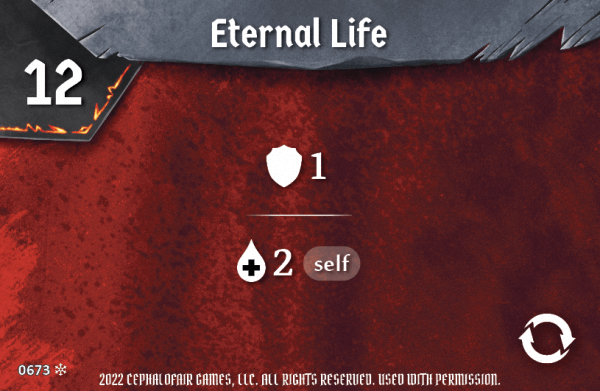 Eternal Life
12
1
2 self
0673
2022 CEPHALOFAIR GAMES, LLC. ALL RIGHTS RESERVED. USED WITH PERMISSION.